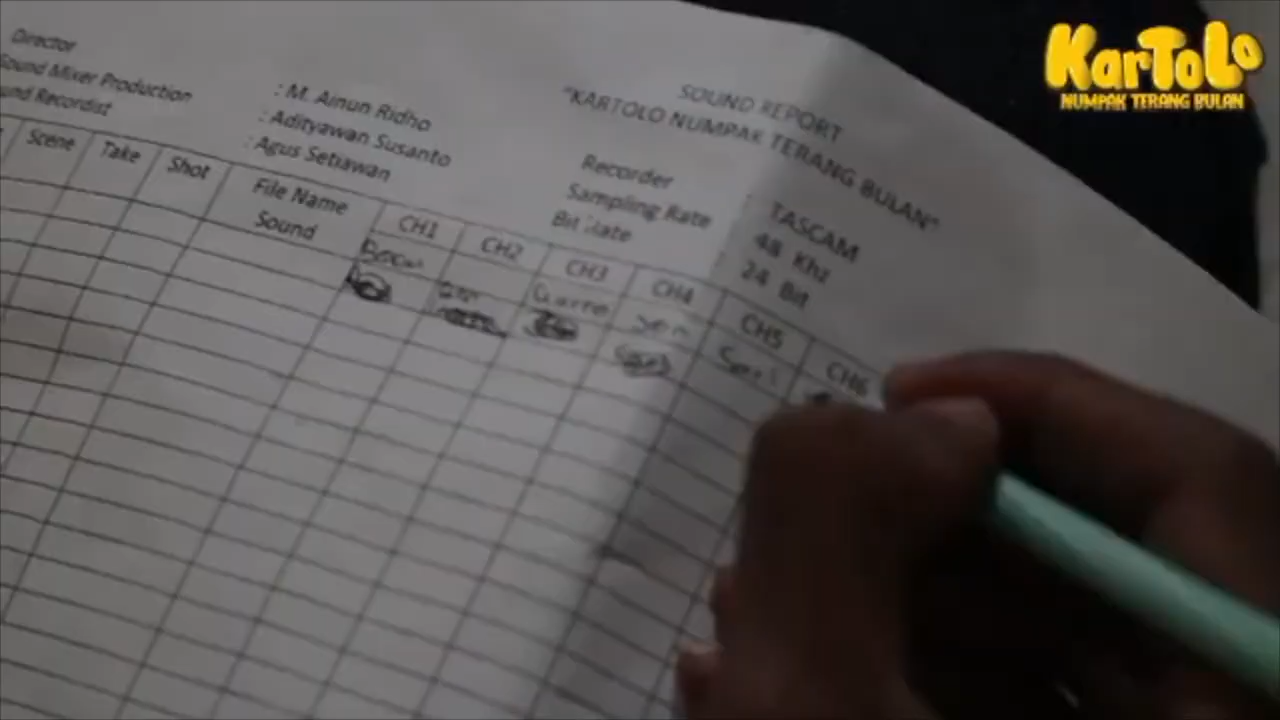 KarToLo
NUMPAK TERANG BULAN
SOUND REPORT
"KARTOLO NUMPAK TERANG BULAN"
Director : M. Ainun Ridho
Sound Mixer Production : Adityawan Susanto
Sound Recordist : Agus Setiawan
Recorder : TASCAM
Sampling Rate : 48 Khz
Bit Rate : 24 Bit
Scene Take Shot File Name Sound CH1 CH2 CH3 CH4 CH5 CH6
Boom